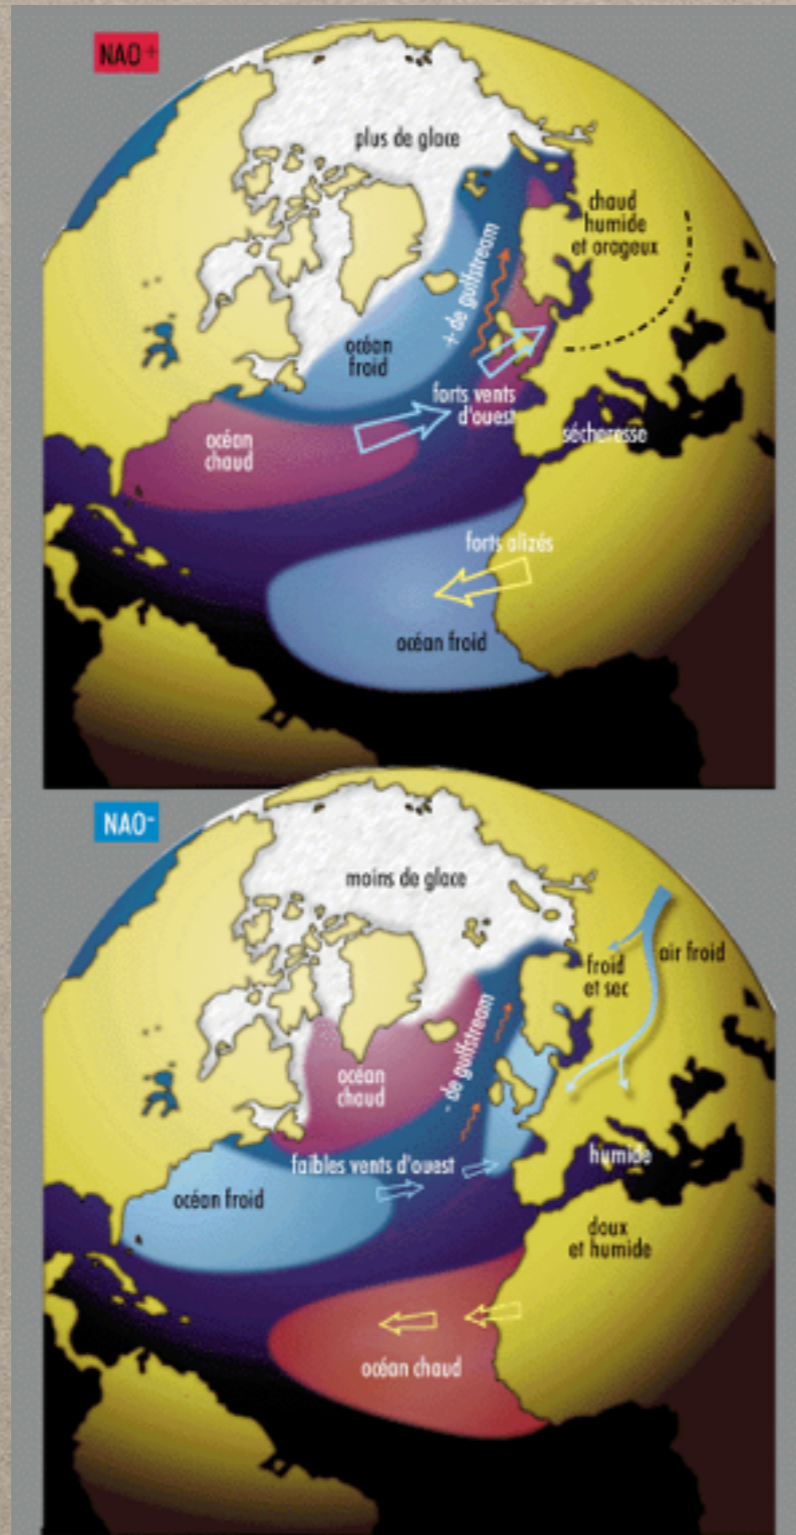 NAO+
plus de glace
chaud
humide
et orageux
+ de gulfstream
océan
froid
forts vents
d'ouest
océan
chaud
sécheresse
forts alizés
océan froid
NAO-
moins de glace
air froid
froid
et sec
- de gulfstream
océan
chaud
faibles vents d'ouest
humide
océan froid
doux
et humide
océan chaud